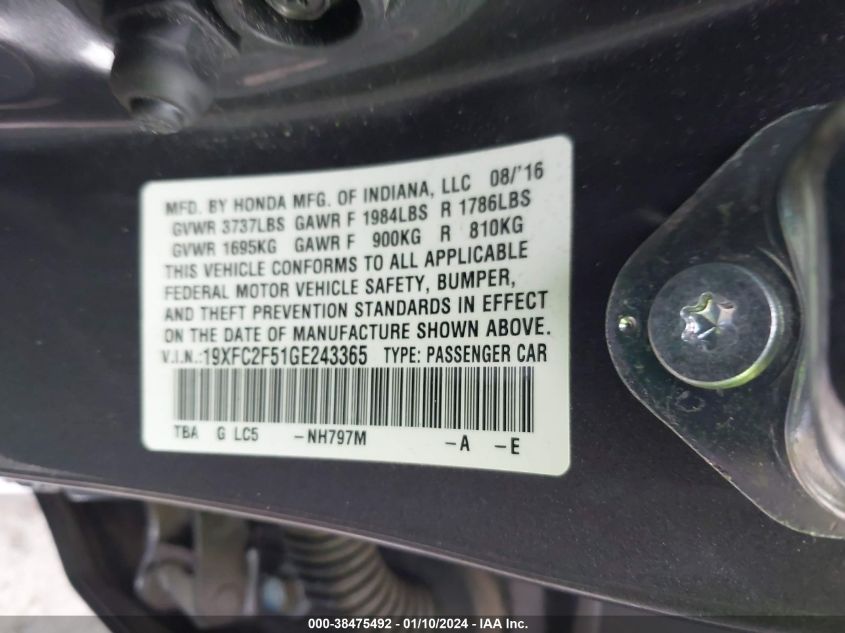 MFD. BY HONDA MFG. OF INDIANA, LLC 08/'16
GVWR 3737LBS GAWR F 1984LBS R 1786LBS
GVWR 1695KG GAWR F 900KG R 810KG
THIS VEHICLE CONFORMS TO ALL APPLICABLE
FEDERAL MOTOR VEHICLE SAFETY, BUMPER,
AND THEFT PREVENTION STANDARDS IN EFFECT
ON THE DATE OF MANUFACTURE SHOWN ABOVE.
V.I.N.:19XFC2F51GE243365 TYPE: PASSENGER CAR
TBA G LC5 -NH797M -A -E
000-38475492 - 01/10/2024 - IAA Inc.